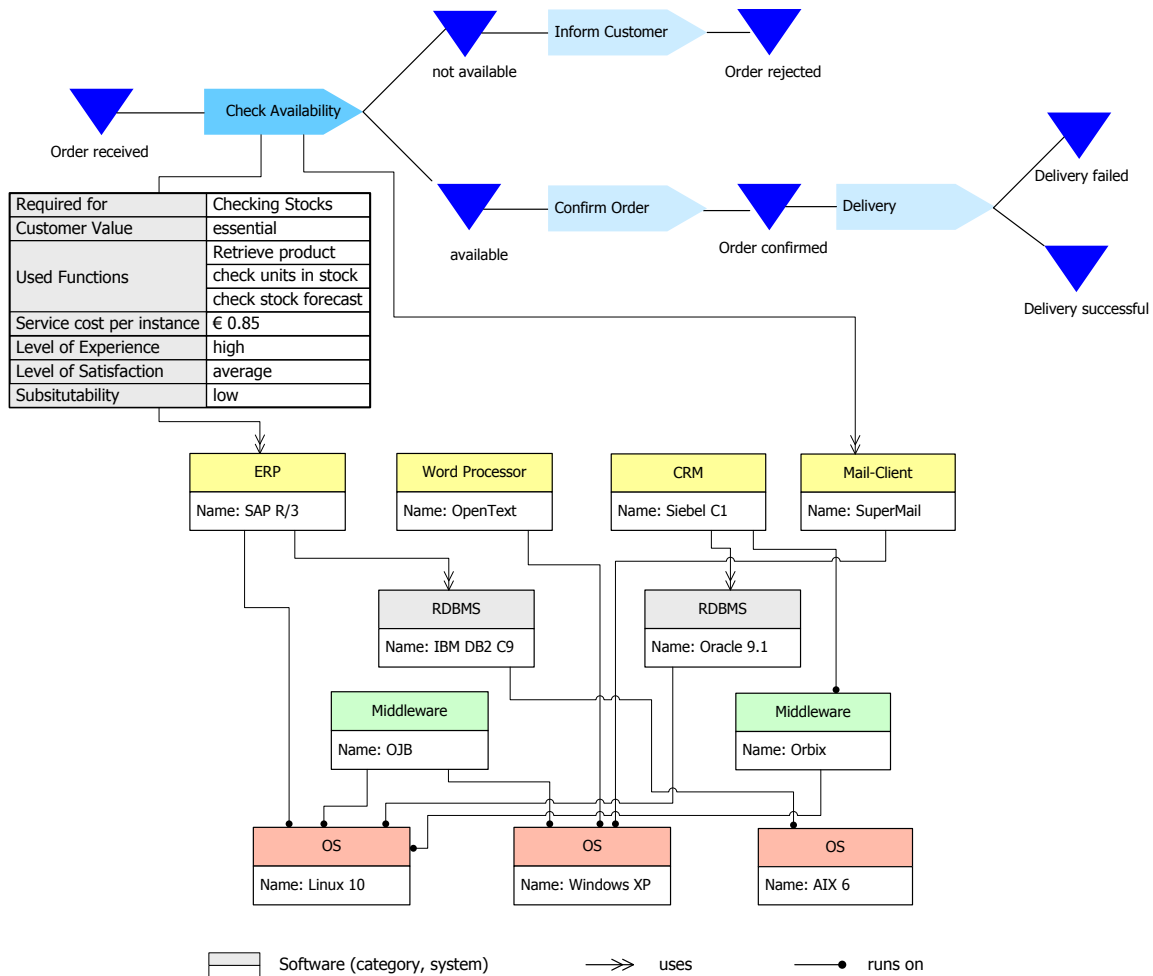 Inform Customer
not available
Order rejected
Check Availability
Order received
Delivery failed
Required for Checking Stocks
Customer Value essential
Used Functions
Retrieve product
check units in stock
check stock forecast
Service cost per instance € 0.85
Level of Experience high
Level of Satisfaction average
Subsitutability low
available
Confirm Order
Order confirmed
Delivery
Delivery successful
ERP
Name: SAP R/3
Word Processor
Name: OpenText
CRM
Name: Siebel C1
Mail-Client
Name: SuperMail
RDBMS
Name: IBM DB2 C9
RDBMS
Name: Oracle 9.1
Middleware
Name: OJB
Middleware
Name: Orbix
OS
Name: Linux 10
OS
Name: Windows XP
OS
Name: AIX 6
Software (category, system)
uses
runs on